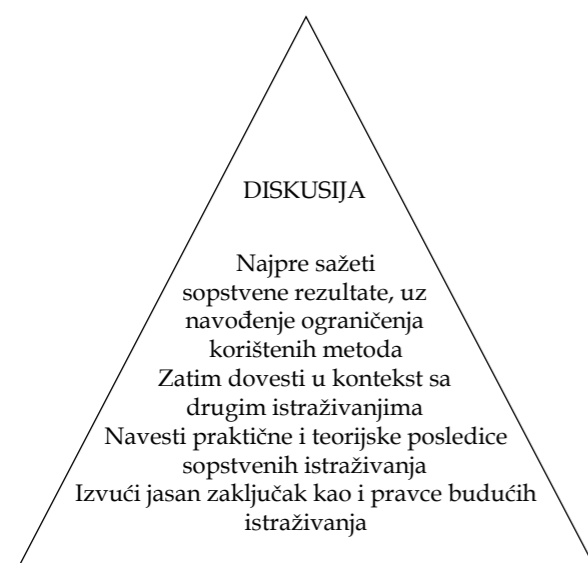 DISKUSIJA
Najpre sažeti
sopstvene rezultate, uz
navođenje ograničenja
korištenih metoda
Zatim dovesti u kontekst sa
drugim istraživanjima
Navesti praktične i teorijske posledice
sopstvenih istraživanja
Izvući jasan zaključak kao i pravce budućih
istraživanja